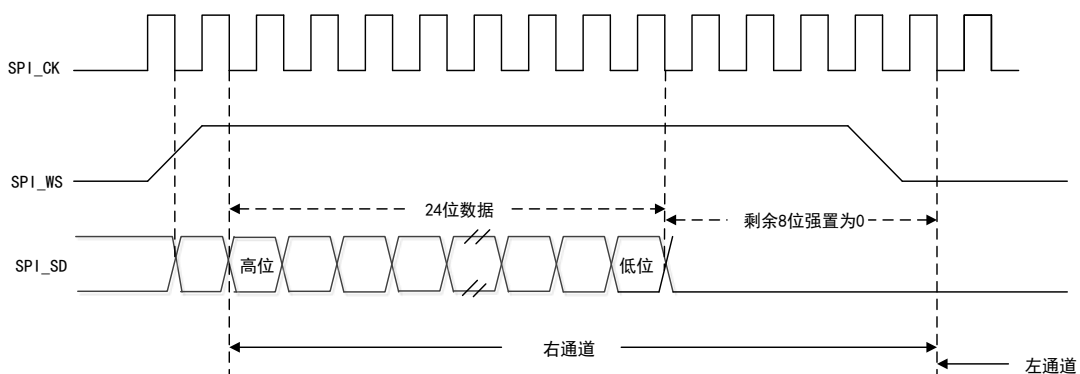 SPI_CK
SPI_WS
24位数据
剩余8位强置为0
SPI_SD
高位
低位
右通道
左通道